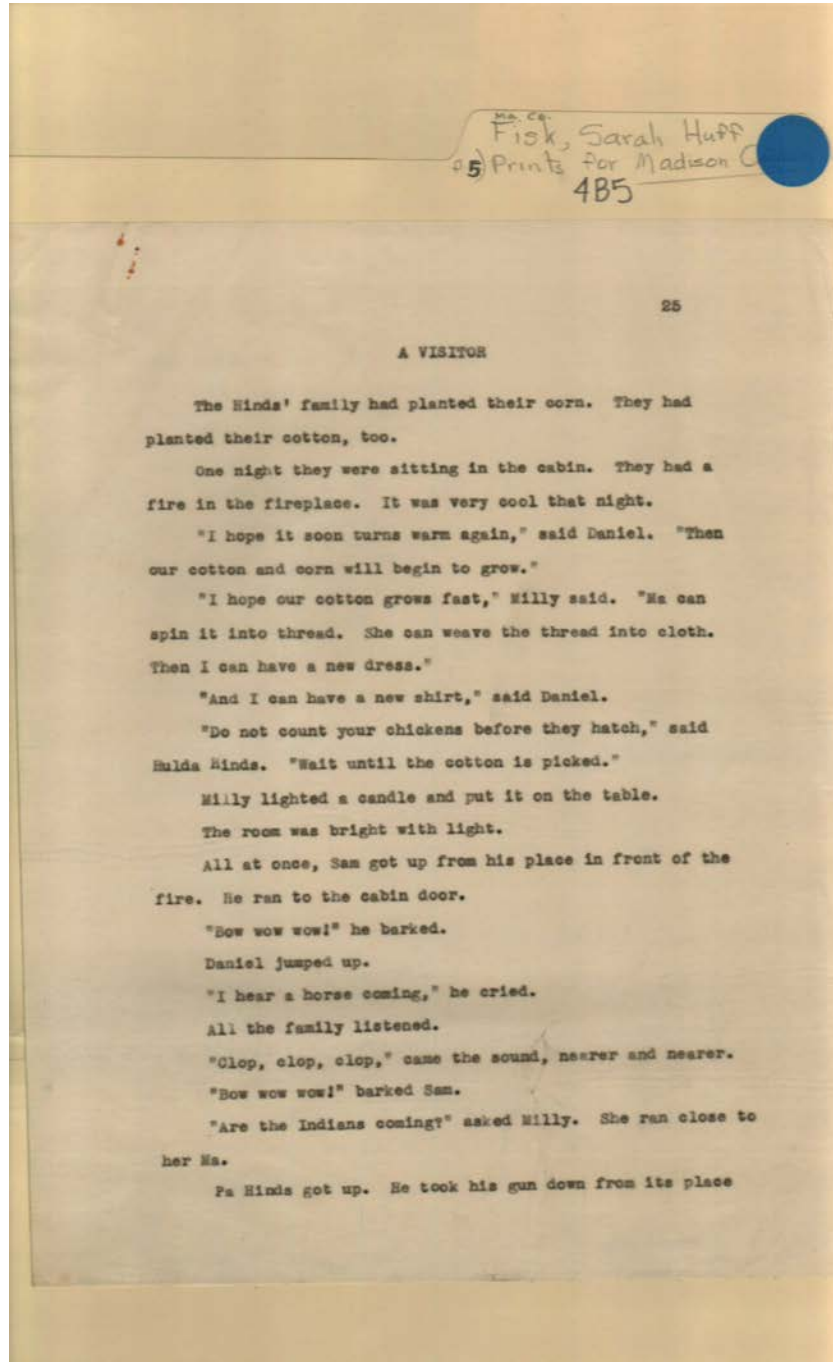 Ma. Co.
Fisk, Sarah Huff
5) Prints for Madison
4B5
25
A VISITOR
The Hinds' family had planted their corn. They had
planted their cotton, too.
One night they were sitting in the cabin. They had a
fire in the fireplace. It was very cool that night.
"I hope it soon turns warm again," said Daniel. "Then
our cotton and corn will begin to grow."
"I hope our cotton grows fast," Milly said. "Ma can
spin it into thread. She can weave the thread into cloth.
Then I can have a new dress."
"And I can have a new shirt," said Daniel.
"Do not count your chickens before they hatch," said
Hulda Hinds. "Wait until the cotton is picked."
Milly lighted a candle and put it on the table.
The room was bright with light.
All at once, Sam got up from his place in front of the
fire. He ran to the cabin door.
"Bow wow wow!" he barked.
Daniel jumped up.
"I hear a horse coming," he cried.
All the family listened.
"Clop, clop, clop," came the sound, nearer and nearer.
"Bow wow wow!" barked Sam.
"Are the Indians coming?" asked Milly. She ran close to
her Ma.
Pa Hinds got up. He took his gun down from its place